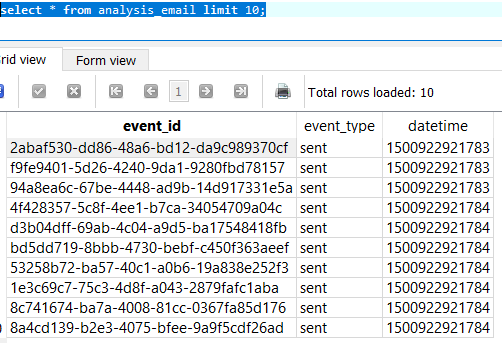 select * from analysis_email limit 10;
rid view Form view
1 Total rows loaded: 10
event_id event_type datetime
2abaf530-dd86-48a6-bd12-da9c989370cf sent 1500922921783
f9fe9401-5d26-4240-9da1-9280fbd78157 sent 1500922921783
94a8ea6c-67be-4448-ad9b-14d917331e5a sent 1500922921783
4f428357-5c8f-4ee1-b7ca-34054709a04c sent 1500922921784
d3b04dff-69ab-4c04-a9d5-ba17548418fb sent 1500922921784
bd5dd719-8bbb-4730-bebf-c450f363aeef sent 1500922921784
53258b72-ba57-40c1-a0b6-19a838e252f3 sent 1500922921784
1e3c69c7-75c3-4d8f-a043-2879fafc1aba sent 1500922921784
8c741674-ba7a-4008-81cc-0367fa85d176 sent 1500922921784
8a4cd139-b2e3-4075-bfee-9a9f5cdf26ad sent 1500922921784